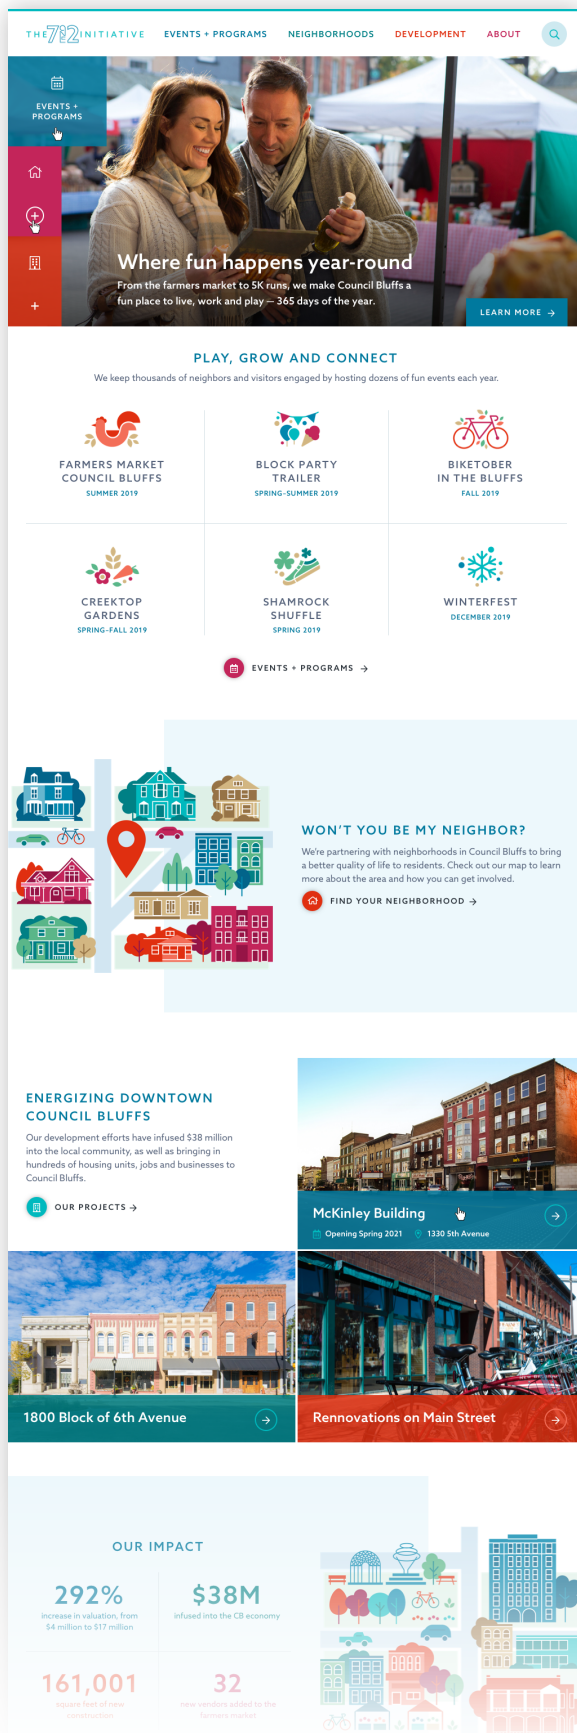 THE 712 INITIATIVE
EVENTS + PROGRAMS
NEIGHBORHOODS
DEVELOPMENT
ABOUT
EVENTS +
PROGRAMS
Where fun happens year-round
From the farmers market to 5K runs, we make Council Bluffs a
fun place to live, work and play — 365 days of the year.
LEARN MORE →
PLAY, GROW AND CONNECT
We keep thousands of neighbors and visitors engaged by hosting dozens of fun events each year.
FARMERS MARKET
COUNCIL BLUFFS
SUMMER 2019
BLOCK PARTY
TRAILER
SPRING–SUMMER 2019
BIKETOBER
IN THE BLUFFS
FALL 2019
CREEKTOP
GARDENS
SPRING–FALL 2019
SHAMROCK
SHUFFLE
SPRING 2019
WINTERFEST
DECEMBER 2019
EVENTS + PROGRAMS →
WON'T YOU BE MY NEIGHBOR?
We're partnering with neighborhoods in Council Bluffs to bring
a better quality of life to residents. Check out our map to learn
more about the area and how you can get involved.
FIND YOUR NEIGHBORHOOD →
ENERGIZING DOWNTOWN
COUNCIL BLUFFS
Our development efforts have infused $38 million
into the local community, as well as bringing in
hundreds of housing units, jobs and businesses to
Council Bluffs.
OUR PROJECTS →
McKinley Building
Opening Spring 2021
1330 5th Avenue
1800 Block of 6th Avenue
Rennovations on Main Street
OUR IMPACT
292%
increase in valuation, from
$4 million to $17 million
$38M
infused into the CB economy
161,001
square feet of new
construction
32
new vendors added to the
farmers market